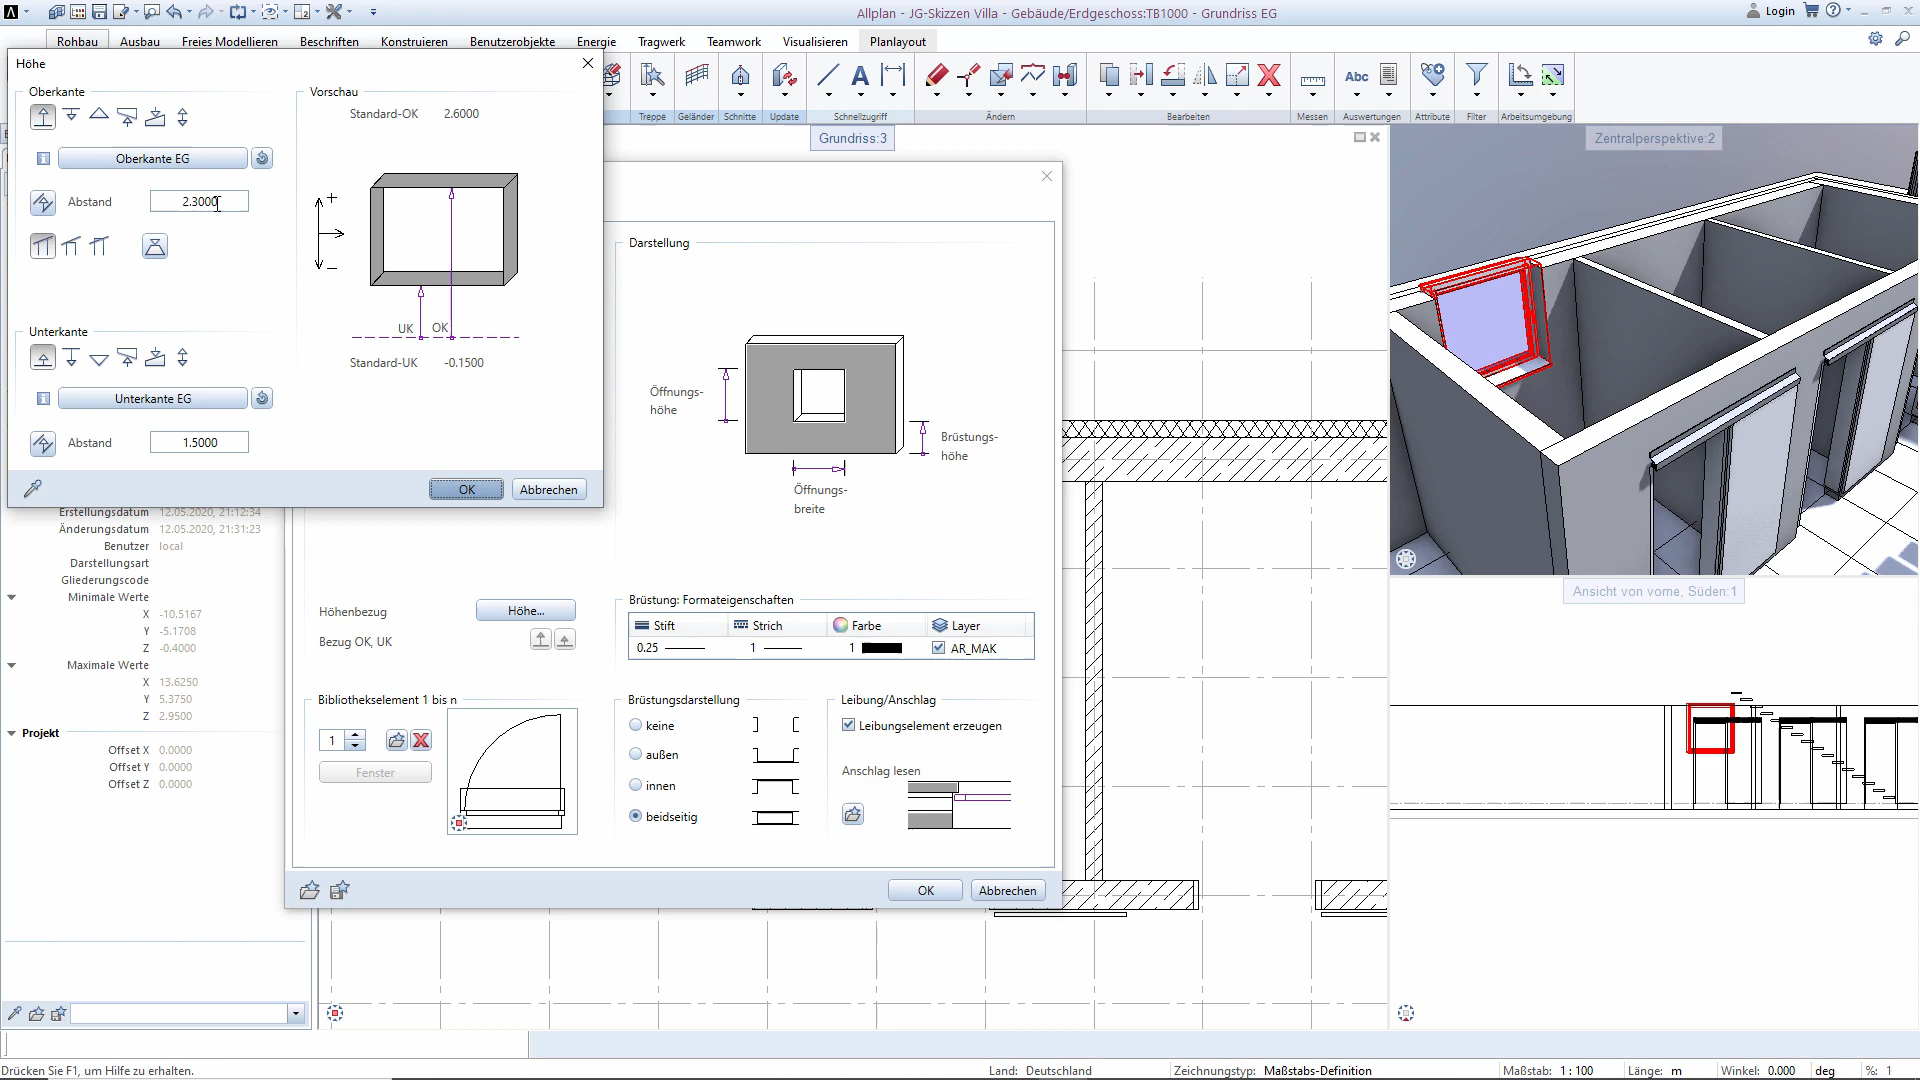 Allplan - JG-Skizzen Villa - Gebäude/Erdgeschoss:TB1000 - Grundriss EG
Login
Rohbau Ausbau Freies Modellieren Beschriften Konstruieren Benutzerobjekte Energie Tragwerk Teamwork Visualisieren Planlayout
Abc
Treppe Geländer Schnitte Update Schnellzugriff Ändern Bearbeiten Messen Auswertungen Attribute Filter Arbeitsumgebung
Höhe
Oberkante
Oberkante EG
Abstand 2.3000
Unterkante
Unterkante EG
Abstand 1.5000
Vorschau
Standard-OK 2.6000
+
−
UK OK
Standard-UK -0.1500
OK Abbrechen
Grundriss:3
Zentralperspektive:2
Ansicht von vorne, Süden:1
Erstellungsdatum 12.05.2020, 21:12:34
Änderungsdatum 12.05.2020, 21:31:23
Benutzer local
Darstellungsart
Gliederungscode
Minimale Werte
X -10.5167
Y -5.1708
Z -0.4000
Maximale Werte
X 13.6250
Y 5.3750
Z 2.9500
Projekt
Offset X 0.0000
Offset Y 0.0000
Offset Z 0.0000
Darstellung
Öffnungs-
höhe
Brüstungs-
höhe
Öffnungs-
breite
Höhenbezug Höhe...
Bezug OK, UK
Brüstung: Formateigenschaften
Stift Strich Farbe Layer
0.25 1 1 AR_MAK
Bibliothekselement 1 bis n
1
Fenster
Brüstungsdarstellung
keine
außen
innen
beidseitig
Leibung/Anschlag
Leibungselement erzeugen
Anschlag lesen
OK Abbrechen
Drücken Sie F1, um Hilfe zu erhalten.
Land: Deutschland
Zeichnungstyp: Maßstabs-Definition
Maßstab: 1 : 100
Länge: m
Winkel: 0.000 deg
%: 1